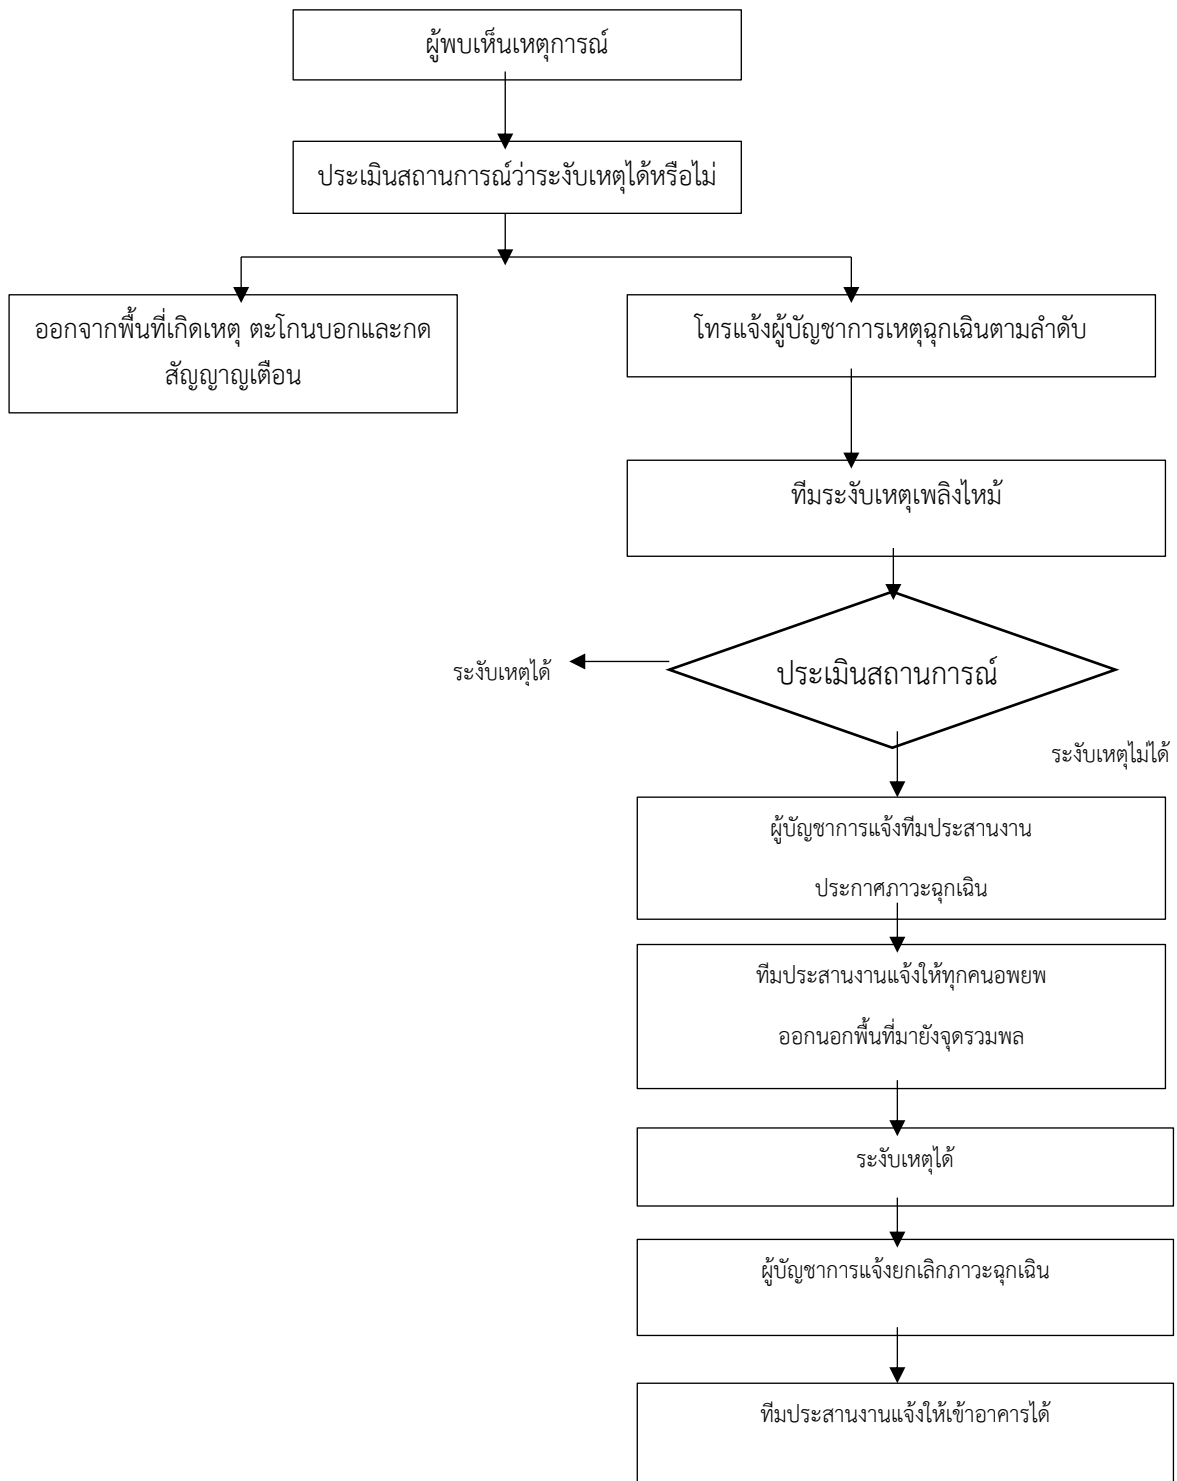 ผู้พบเห็นเหตุการณ์
ประเมินสถานการณ์ว่าระงับเหตุได้หรือไม่
ออกจากพื้นที่เกิดเหตุ ตะโกนบอกและกด
สัญญาญเตือน
โทรแจ้งผู้บัญชาการเหตุฉุกเฉินตามลำดับ
ทีมระงับเหตุเพลิงไหม้
ประเมินสถานการณ์
ระงับเหตุได้
ระงับเหตุไม่ได้
ผู้บัญชาการแจ้งทีมประสานงาน
ประกาศภาวะฉุกเฉิน
ทีมประสานงานแจ้งให้ทุกคนอพยพ
ออกนอกพื้นที่มายังจุดรวมพล
ระงับเหตุได้
ผู้บัญชาการแจ้งยกเลิกภาวะฉุกเฉิน
ทีมประสานงานแจ้งให้เข้าอาคารได้